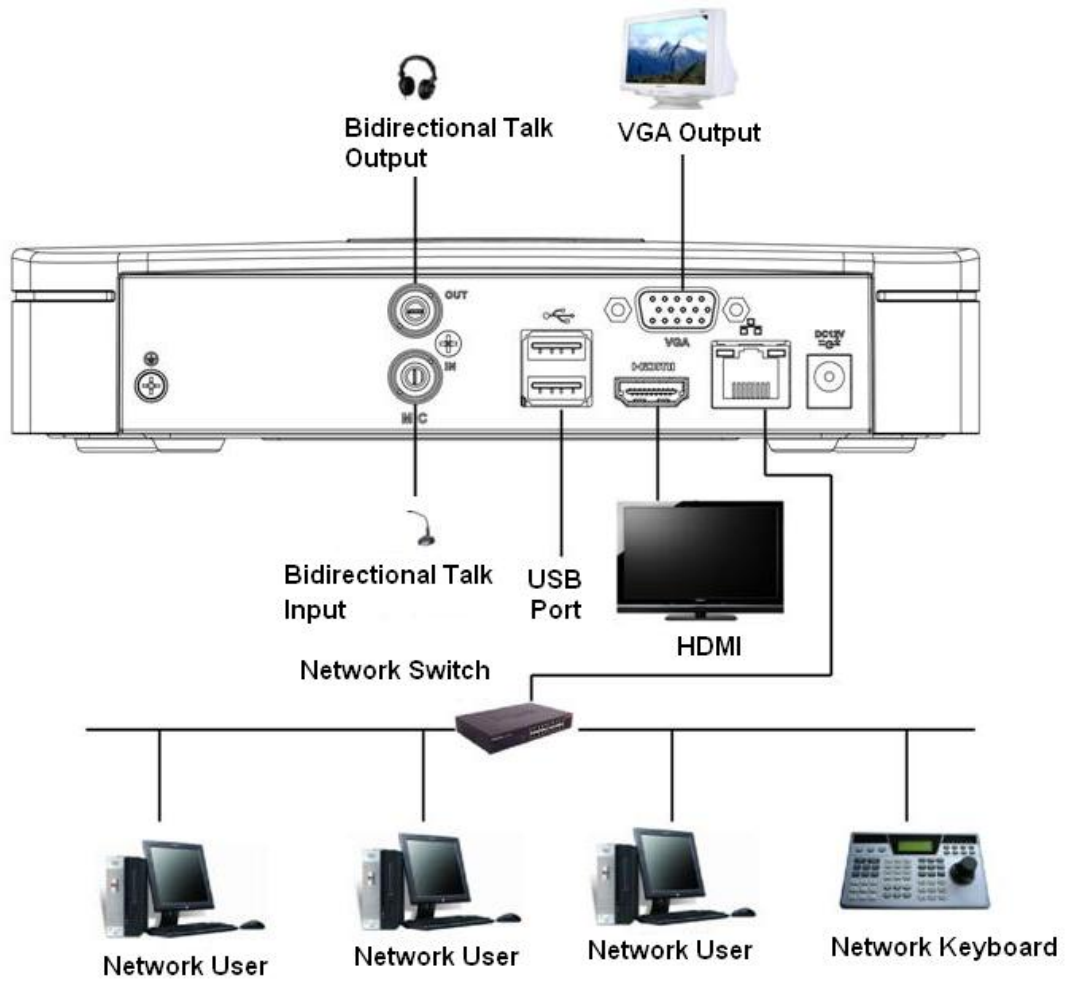 Bidirectional Talk
Output
VGA Output
OUT
IN
MIC
VGA
HDMI
DC12V
Bidirectional Talk
Input
USB
Port
HDMI
Network Switch
Network User
Network User
Network User
Network Keyboard